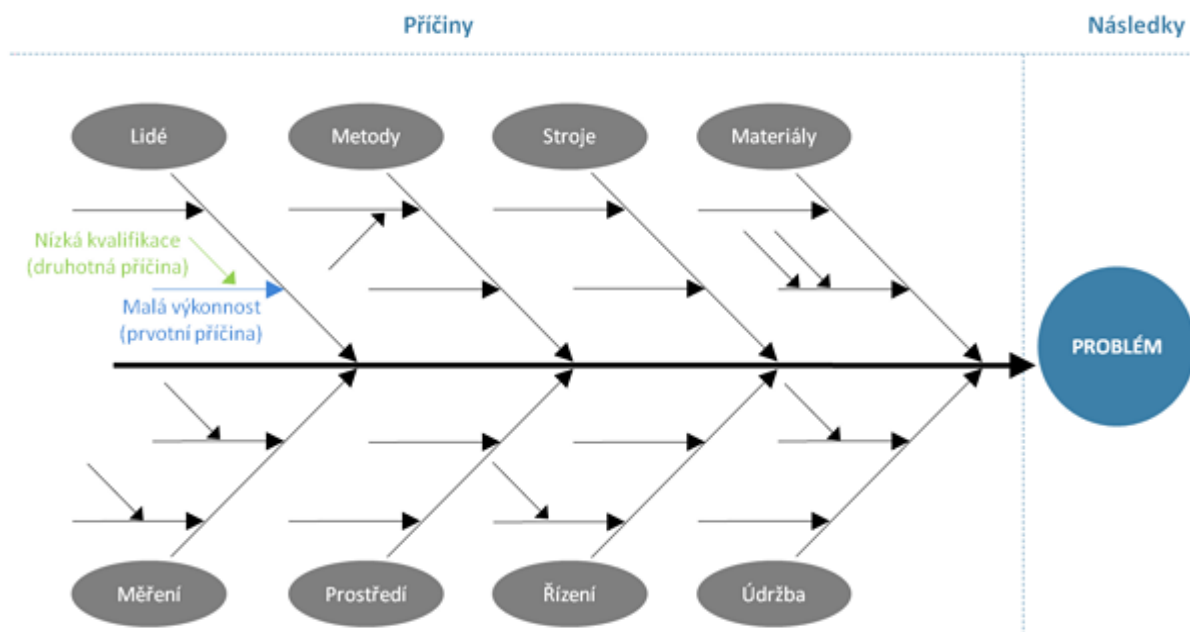 Příčiny
Následky
Lidé
Metody
Stroje
Materiály
Nízká kvalifikace
(druhotná příčina)
Malá výkonnost
(prvotní příčina)
PROBLÉM
Měření
Prostředí
Řízení
Údržba